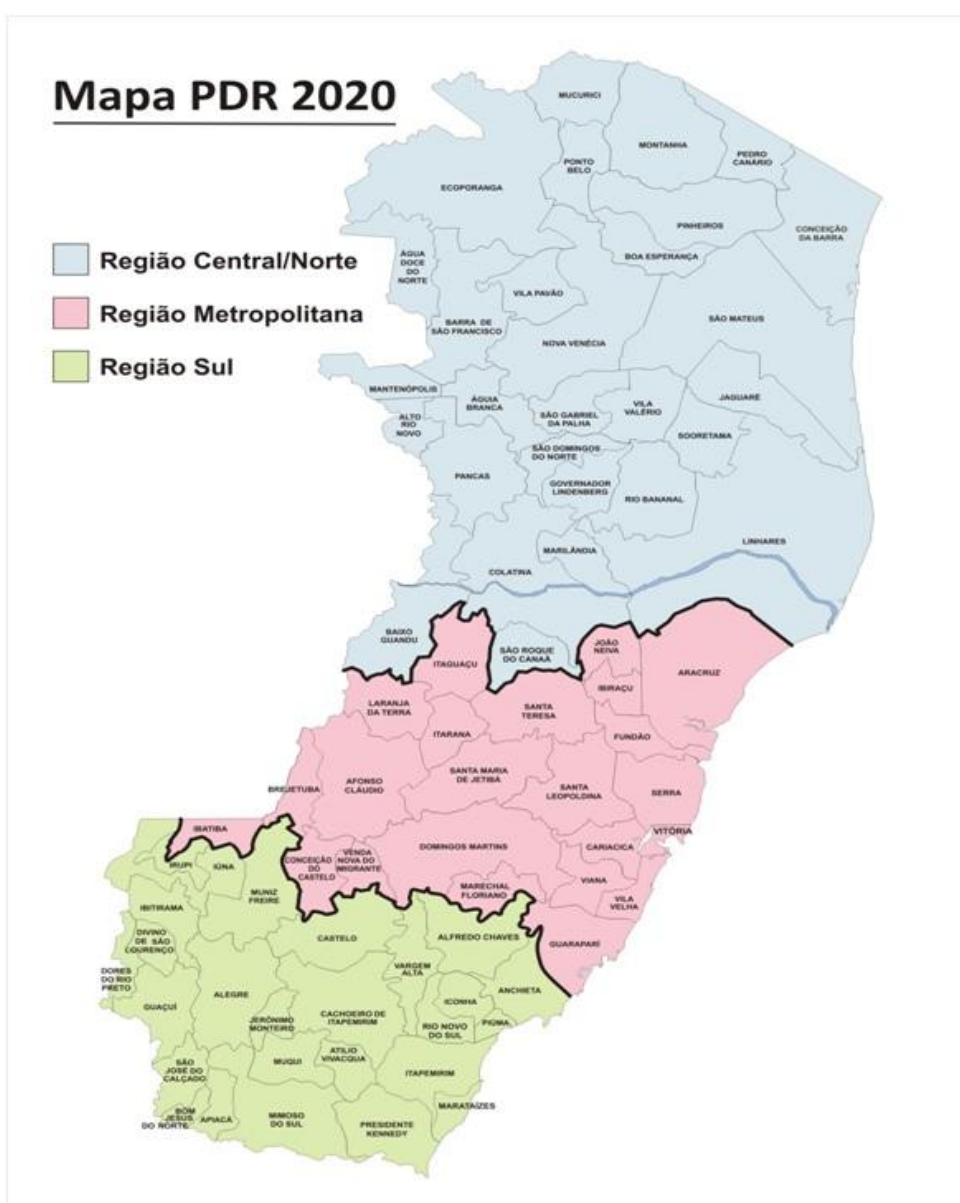 Mapa PDR 2020
Região Central/Norte
Região Metropolitana
Região Sul
MUCURICI
MONTANHA
PEDRO
CANÁRIO
PONTO
BELO
ECOPORANGA
PINHEIROS
CONCEIÇÃO
DA BARRA
ÁGUA
DOCE
DO
NORTE
BOA ESPERANÇA
VILA PAVÃO
BARRA DE
SÃO FRANCISCO
SÃO MATEUS
NOVA VENÉCIA
MANTENÓPOLIS
ÁGUIA
BRANCA
VILA
VALÉRIO
JAGUARÉ
ALTO
RIO
NOVO
SÃO GABRIEL
DA PALHA
SOORETAMA
SÃO DOMINGOS
DO NORTE
PANCAS
GOVERNADOR
LINDENBERG
RIO BANANAL
LINHARES
MARILÂNDIA
COLATINA
BAIXO
GUANDU
SÃO ROQUE
DO CANAÃ
JOÃO
NEIVA
ITAGUAÇU
ARACRUZ
IBIRAÇU
LARANJA
DA TERRA
SANTA
TERESA
ITARANA
FUNDÃO
SANTA MARIA
DE JETIBÁ
AFONSO
CLÁUDIO
BREJETUBA
SANTA
LEOPOLDINA
SERRA
IBATIBA
VITÓRIA
DOMINGOS MARTINS
CARIACICA
CONCEIÇÃO
DO
CASTELO
VENDA
NOVA DO
IMIGRANTE
IRUPI
IÚNA
VIANA
MARECHAL
FLORIANO
MUNIZ
FREIRE
VILA
VELHA
IBITIRAMA
DIVINO
DE SÃO
LOURENÇO
CASTELO
ALFREDO CHAVES
GUARAPARÍ
DORES
DO RIO
PRETO
VARGEM
ALTA
ANCHIETA
GUAÇUÍ
ALEGRE
ICONHA
JERÔNIMO
MONTEIRO
CACHOEIRO DE
ITAPEMIRIM
RIO NOVO
DO SUL
PIÚMA
ATILIO
VIVACQUA
MUQUI
SÃO
JOSÉ DO
CALÇADO
ITAPEMIRIM
BOM
JESUS
DO NORTE
APIACÁ
MIMOSO
DO SUL
PRESIDENTE
KENNEDY
MARATAÍZES